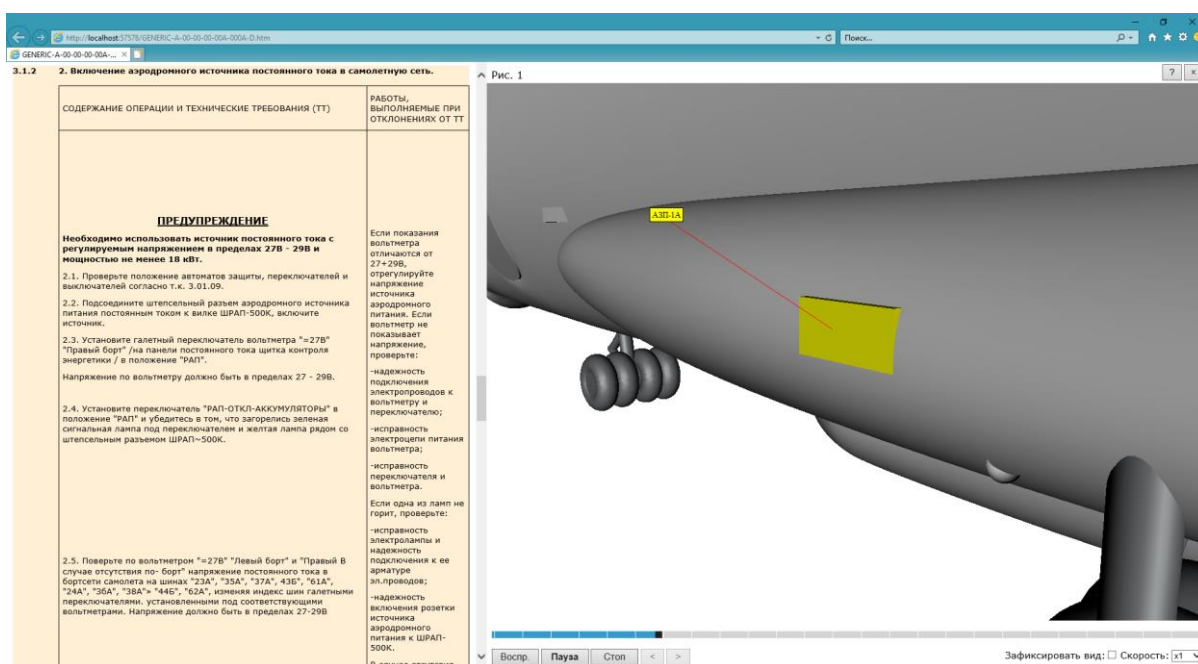 http://localhost:57578/GENERIC-A-00-00-00-00A-000A-D.htm
Поиск...
GENERIC-A-00-00-00-00A-...
3.1.2 2. Включение аэродромного источника постоянного тока в самолетную сеть.
СОДЕРЖАНИЕ ОПЕРАЦИИ И ТЕХНИЧЕСКИЕ ТРЕБОВАНИЯ (ТТ)
РАБОТЫ,
ВЫПОЛНЯЕМЫЕ ПРИ
ОТКЛОНЕНИЯХ ОТ ТТ
ПРЕДУПРЕЖДЕНИЕ
Необходимо использовать источник постоянного тока с
регулируемым напряжением в пределах 27В - 29В и
мощностью не менее 18 кВт.
2.1. Проверьте положение автоматов защиты, переключателей и
выключателей согласно т.к. 3.01.09.
2.2. Подсоедините штепсельный разъем аэродромного источника
питания постоянным током к вилке ШРАП-500К, включите
источник.
2.3. Установите галетный переключатель вольтметра "=27В"
"Правый борт" /на панели постоянного тока щитка контроля
энергетики / в положение "РАП".
Напряжение по вольтметру должно быть в пределах 27 - 29В.
2.4. Установите переключатель "РАП-ОТКЛ-АККУМУЛЯТОРЫ" в
положение "РАП" и убедитесь в том, что загорелись зеленая
сигнальная лампа под переключателем и желтая лампа рядом со
штепсельным разъемом ШРАП~500К.
2.5. Поверьте по вольтметром "=27В" "Левый борт" и "Правый В
случае отсутствия по- борт" напряжение постоянного тока в
бортсети самолета на шинах "23А", "35А", "37А", 43Б", "61А",
"24А", "36А", "38А"» "44Б", "62А", изменяя индекс шин галетными
переключателями. установленными под соответствующими
вольтметрами. Напряжение должно быть в пределах 27-29В
Если показания
вольтметра
отличаются от
27+29В,
отрегулируйте
напряжение
источника
аэродромного
питания. Если
вольтметр не
показывает
напряжение,
проверьте:
-надежность
подключения
электропроводов к
вольтметру и
переключателю;
-исправность
электроцепи питания
вольтметра;
-исправность
переключателя и
вольтметра.
Если одна из ламп не
горит, проверьте:
-исправность
электролампы и
надежность
подключения к ее
арматуре
эл.проводов;
-надежность
включения розетки
источника
аэродромного
питания к ШРАП-
500К.
Рис. 1
? x
АЗП-1А
Воспр. Пауза Стоп < >
Зафиксировать вид: Скорость: x1